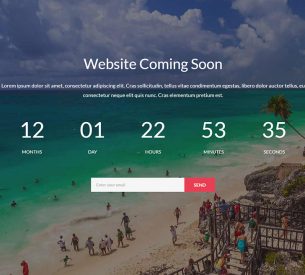 Website Coming Soon
Lorem ipsum dolor sit amet, consectetur adipiscing elit. Cras sollicitudin, tellus vitae condimentum egestas, libero dolor auctor tellus, eu
consectetur neque elit quis nunc. Cras elementum pretium est.
12 01 22 53 35
MONTHS DAY HOURS MINUTES SECONDS
Enter your email SEND